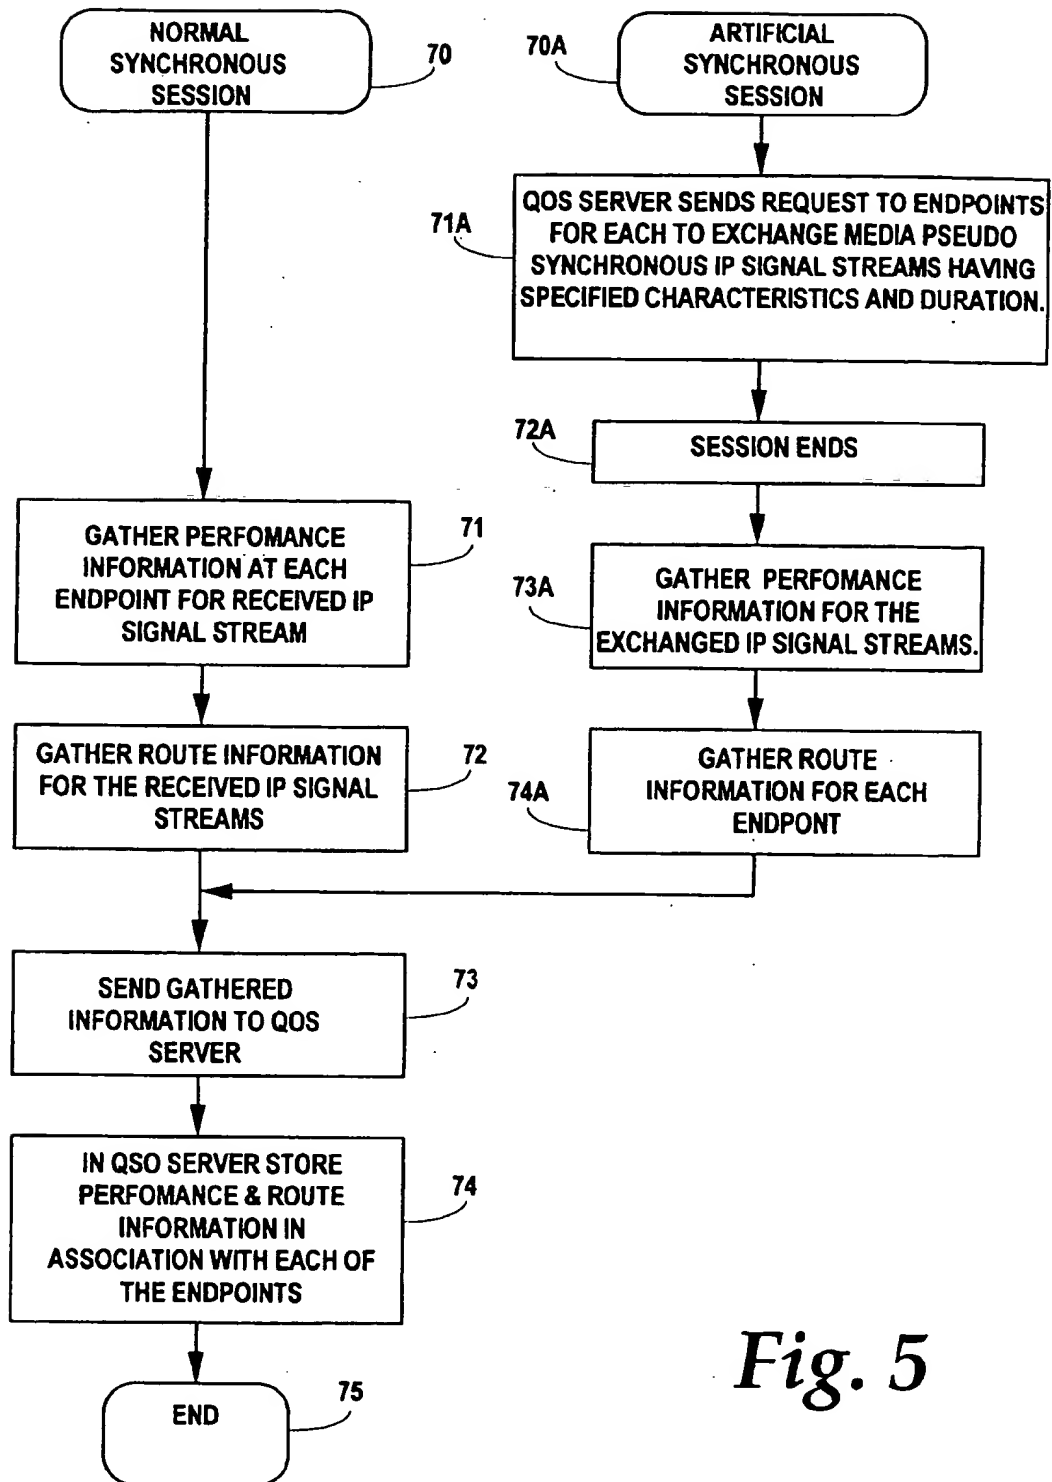 NORMAL
SYNCHRONOUS
SESSION
70
ARTIFICIAL
SYNCHRONOUS
SESSION
70A
QOS SERVER SENDS REQUEST TO ENDPOINTS
FOR EACH TO EXCHANGE MEDIA PSEUDO
SYNCHRONOUS IP SIGNAL STREAMS HAVING
SPECIFIED CHARACTERISTICS AND DURATION.
71A
SESSION ENDS
72A
GATHER PERFOMANCE
INFORMATION AT EACH
ENDPOINT FOR RECEIVED IP
SIGNAL STREAM
71
GATHER PERFOMANCE
INFORMATION FOR THE
EXCHANGED IP SIGNAL STREAMS.
73A
GATHER ROUTE INFORMATION
FOR THE RECEIVED IP SIGNAL
STREAMS
72
GATHER ROUTE
INFORMATION FOR EACH
ENDPONT
74A
SEND GATHERED
INFORMATION TO QOS
SERVER
73
IN QSO SERVER STORE
PERFOMANCE & ROUTE
INFORMATION IN
ASSOCIATION WITH EACH OF
THE ENDPOINTS
74
END
75
Fig. 5